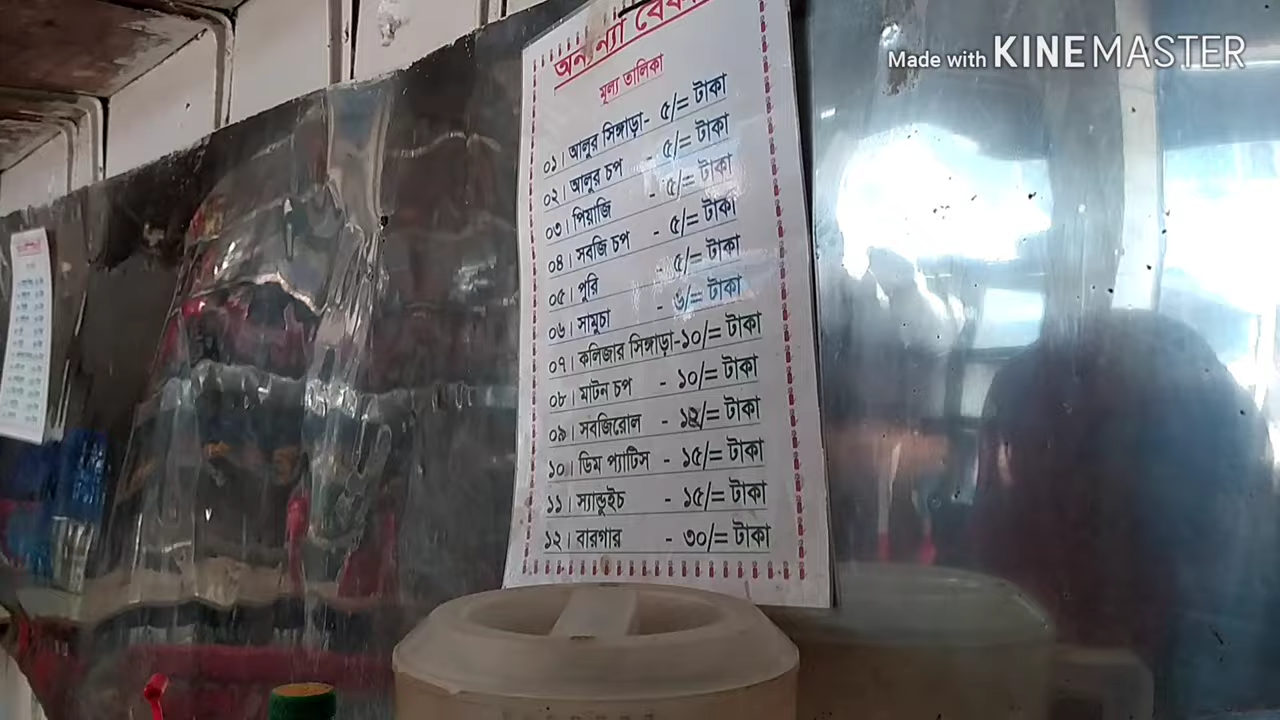 Made with KINEMASTER
অনন্যা
মূল্য তালিকা
০১। আলুর সিঙ্গাড়া- ৫/= টাকা
০২। আলুর চপ - ৫/= টাকা
০৩। পিয়াজি - ৫/= টাকা
০৪। সবজি চপ - ৫/= টাকা
০৫। পুরি - ৫/= টাকা
০৬। সামুচা - ৬/= টাকা
০৭। কলিজার সিঙ্গাড়া-১০/= টাকা
০৮। মাটন চপ - ১০/= টাকা
০৯। সবজিরোল - ১২/= টাকা
১০। ডিম প্যাটিস - ১৫/= টাকা
১১। স্যান্ডুইচ - ১৫/= টাকা
১২। বারগার - ৩০/= টাকা